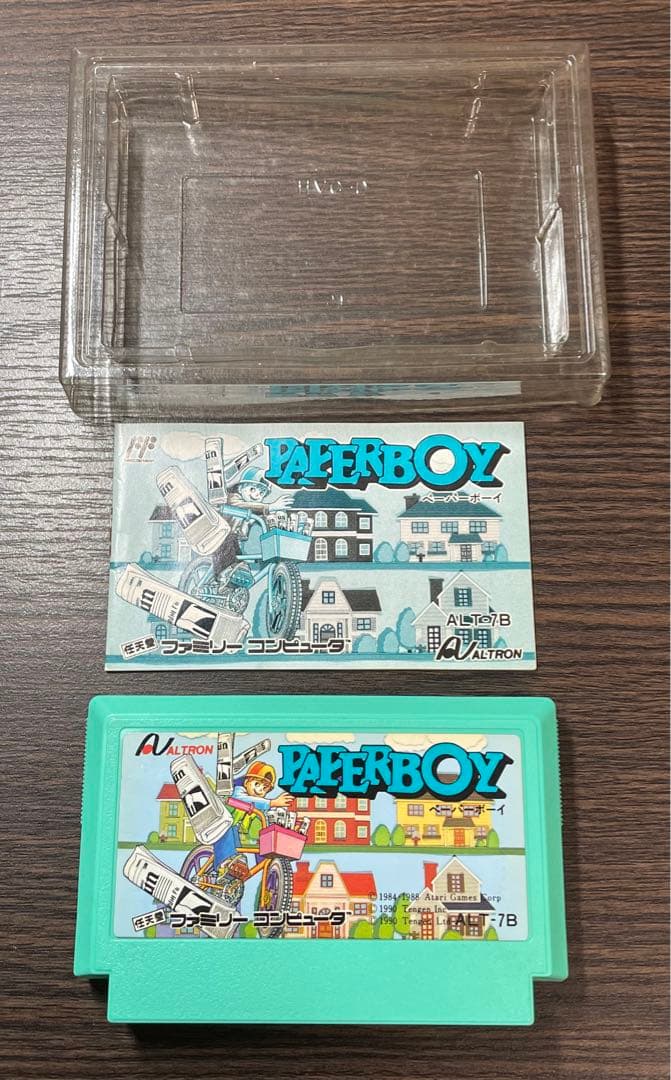 HVC-P
PAPERBOY
ペーパーボーイ
ALT-7B
任天堂 ファミリーコンピュータ
ALTRON
ALTRON
PAPERBOY
ペーパーボーイ
©1984 1988 Atari Games Corp
©1990 Tengen Inc
©1990 Tengen Lt
ALT-7B
任天堂 ファミリーコンピュータ